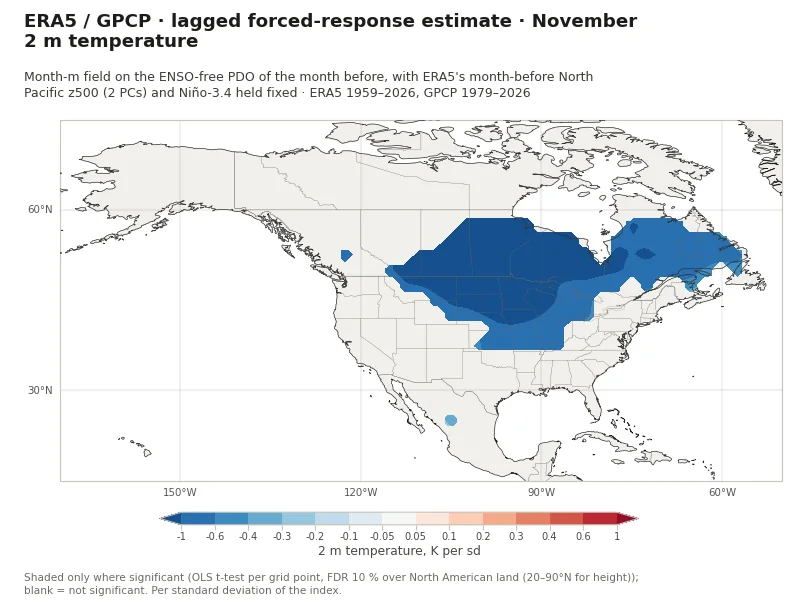 ERA5 / GPCP · lagged forced-response estimate · November
2 m temperature
Month-m field on the ENSO-free PDO of the month before, with ERA5's month-before North
Pacific z500 (2 PCs) and Niño-3.4 held fixed · ERA5 1959–2026, GPCP 1979–2026
60°N
30°N
150°W 120°W 90°W 60°W
-1 -0.6 -0.4 -0.3 -0.2 -0.1 -0.05 0.05 0.1 0.2 0.3 0.4 0.6 1
2 m temperature, K per sd
Shaded only where significant (OLS t-test per grid point, FDR 10 % over North American land (20–90°N for height));
blank = not significant. Per standard deviation of the index.